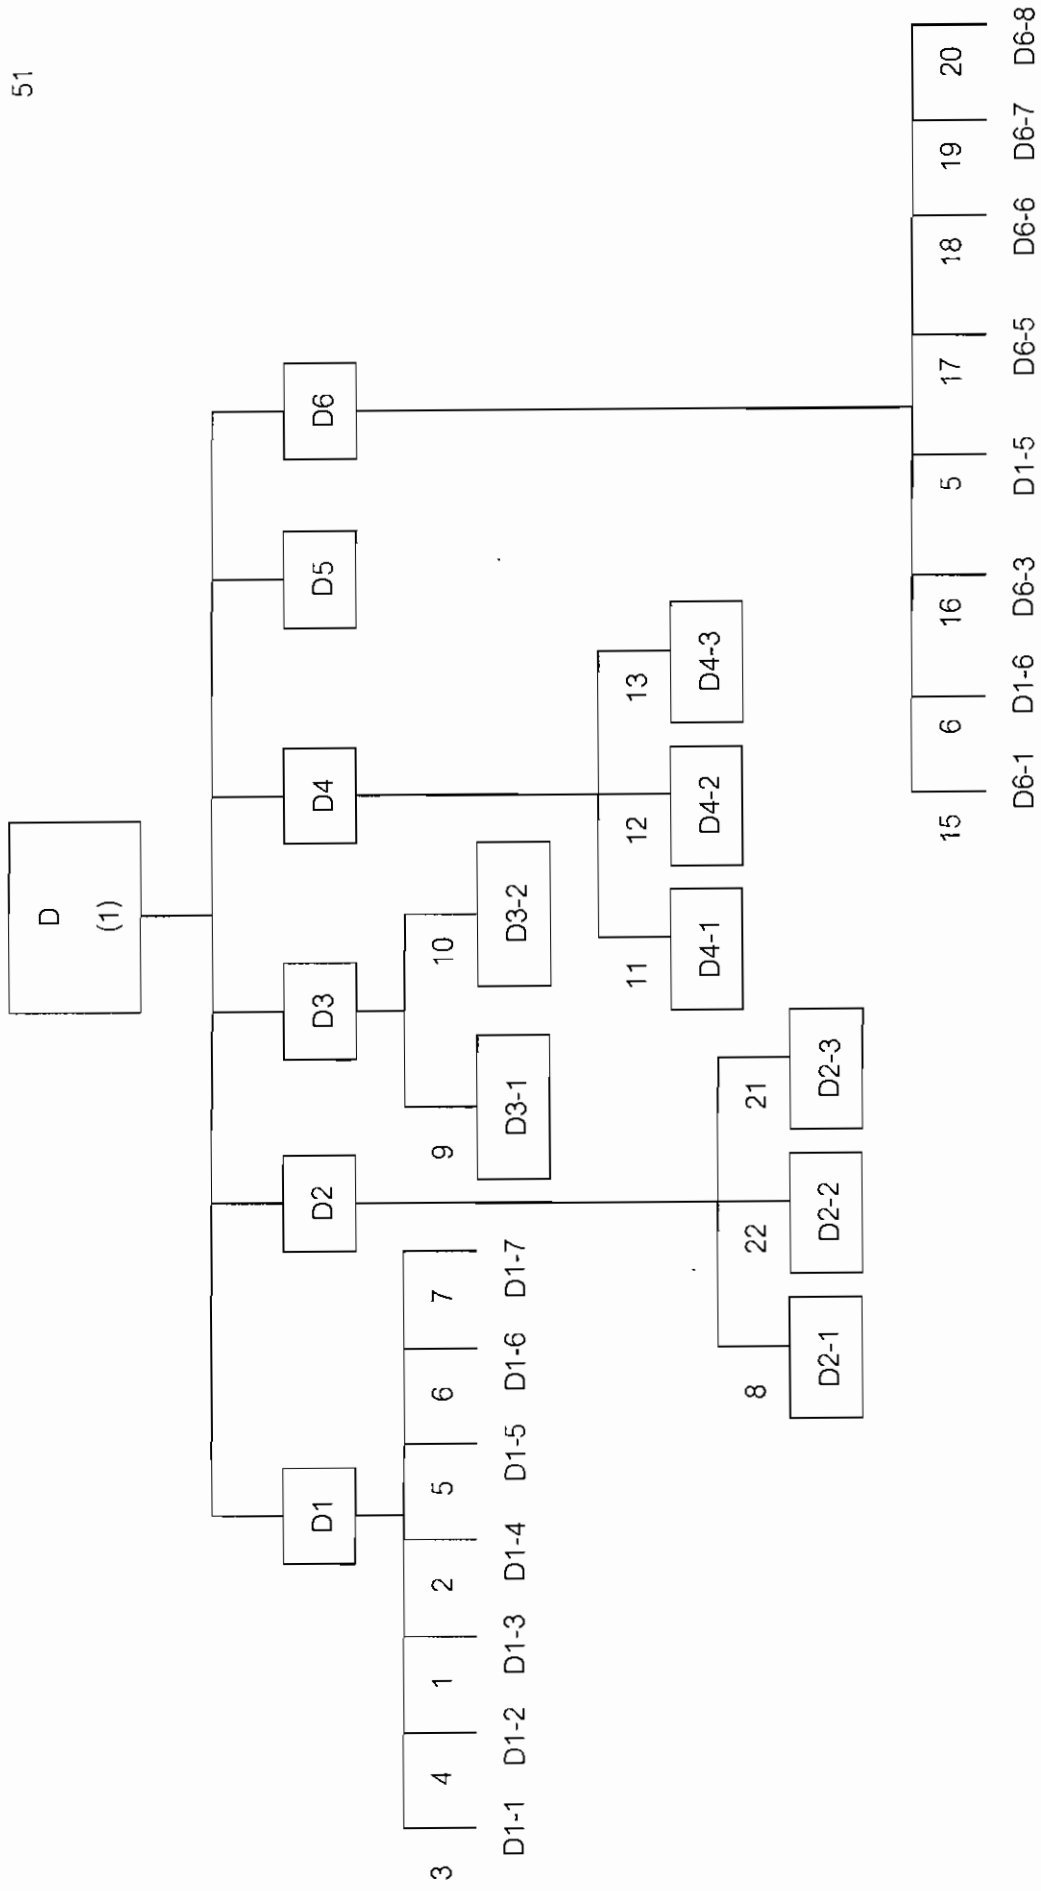 51
D
(1)
D1 D2 D3 D4 D5 D6
3 4 1 2 5 6 7
9 10
D1-1 D1-2 D1-3 D1-4 D1-5 D1-6 D1-7
D3-1 D3-2
11 12 13
D4-1 D4-2 D4-3
8 22 21
D2-1 D2-2 D2-3
15 6 16 5 17 18 19 20
D6-1 D1-6 D6-3 D1-5 D6-5 D6-6 D6-7 D6-8